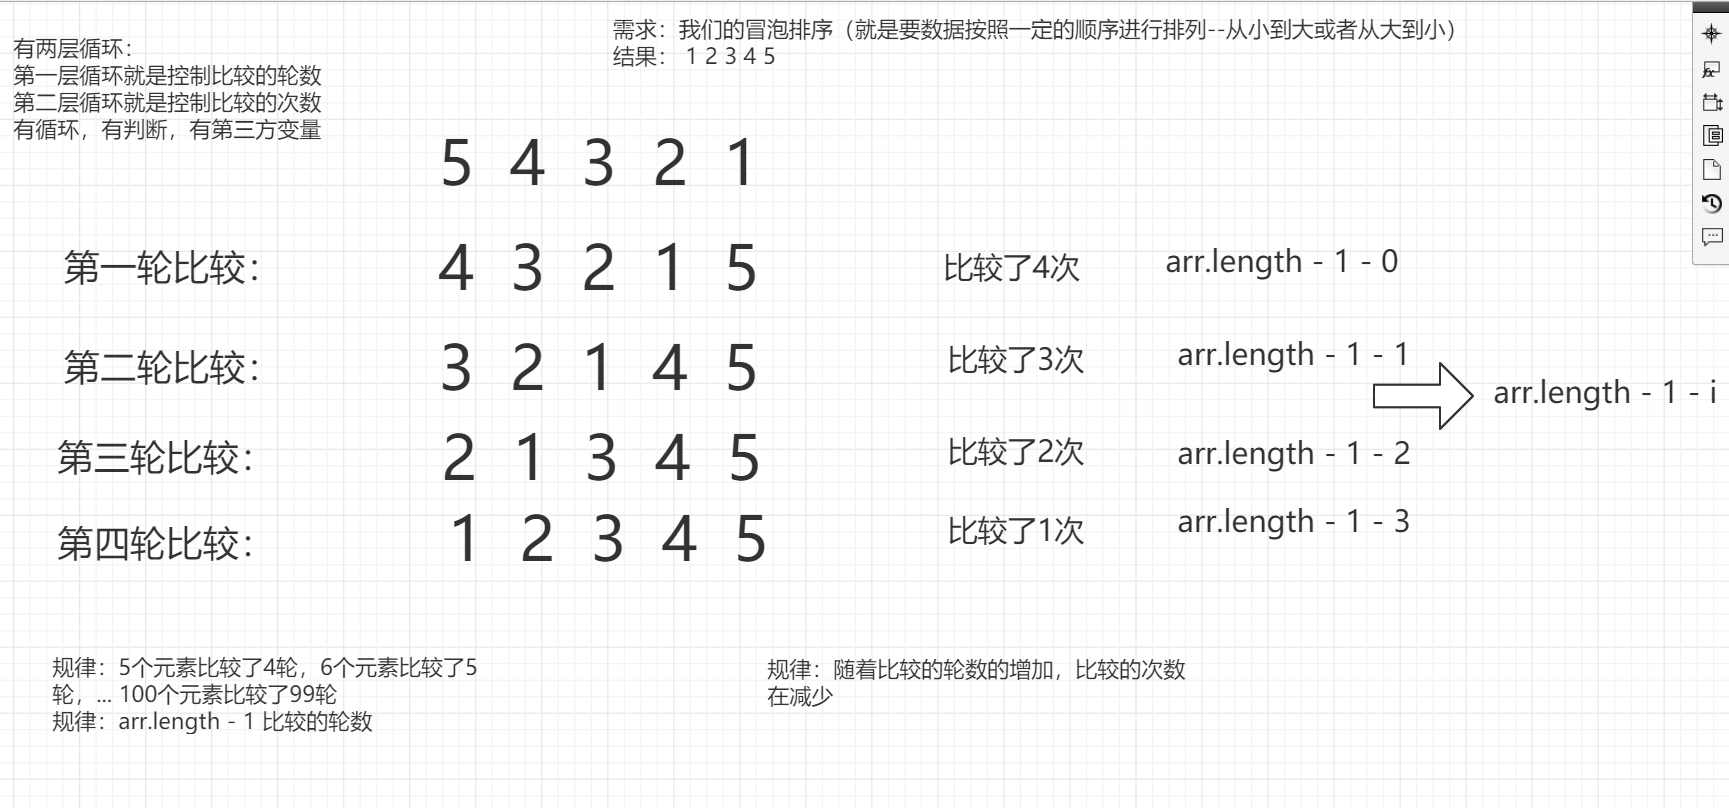 需求：我们的冒泡排序（就是要数据按照一定的顺序进行排列--从小到大或者从大到小）
结果： 1 2 3 4 5
有两层循环：
第一层循环就是控制比较的轮数
第二层循环就是控制比较的次数
有循环，有判断，有第三方变量
5 4 3 2 1
第一轮比较： 4 3 2 1 5 比较了4次 arr.length - 1 - 0
第二轮比较： 3 2 1 4 5 比较了3次 arr.length - 1 - 1
arr.length - 1 - i
第三轮比较： 2 1 3 4 5 比较了2次 arr.length - 1 - 2
第四轮比较： 1 2 3 4 5 比较了1次 arr.length - 1 - 3
规律：5个元素比较了4轮，6个元素比较了5
轮，... 100个元素比较了99轮
规律：arr.length - 1 比较的轮数
规律：随着比较的轮数的增加，比较的次数
在减少